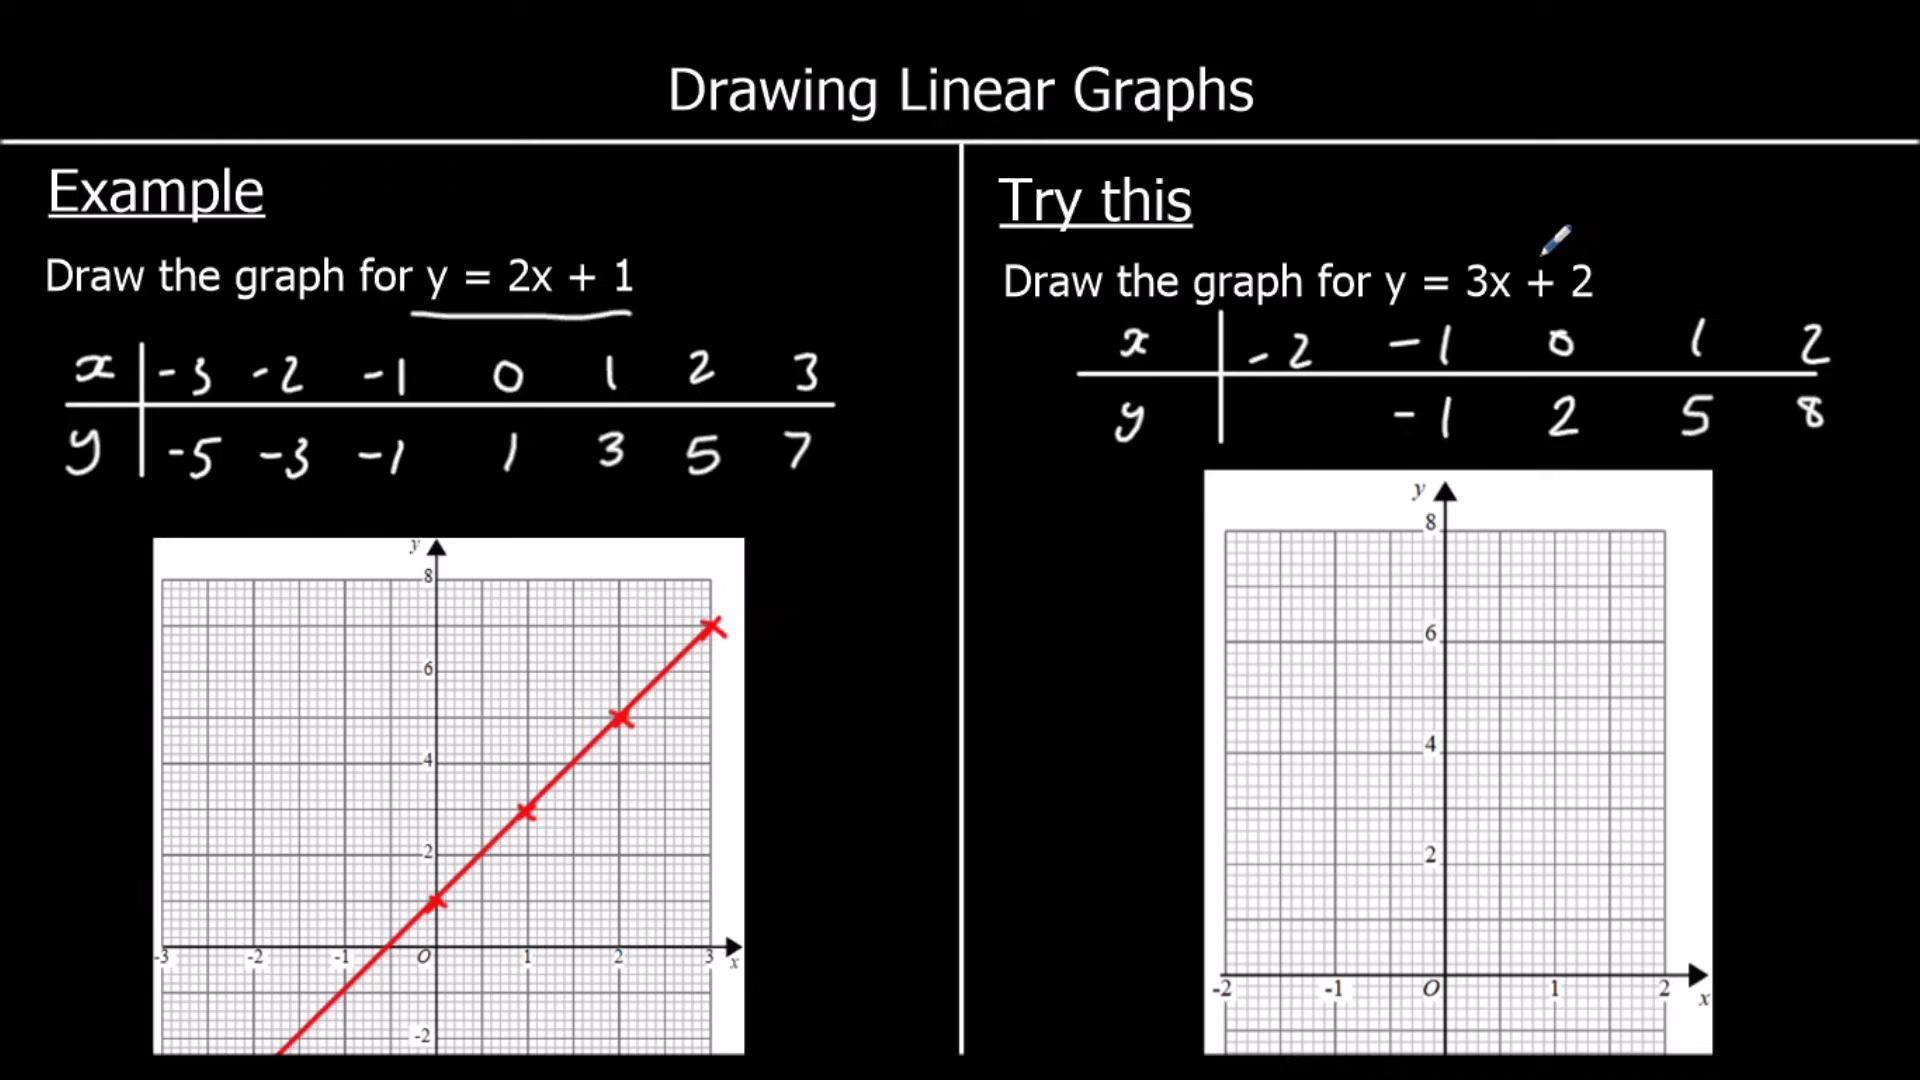 Drawing Linear Graphs
Example
Draw the graph for y = 2x + 1
x -3 -2 -1 0 1 2 3
y -5 -3 -1 1 3 5 7
y
8
6
4
2
-3 -2 -1 O 1 2 3 x
-2
Try this
Draw the graph for y = 3x + 2
x -2 -1 0 1 2
y -1 2 5 8
y
8
6
4
2
-2 -1 O 1 2 x